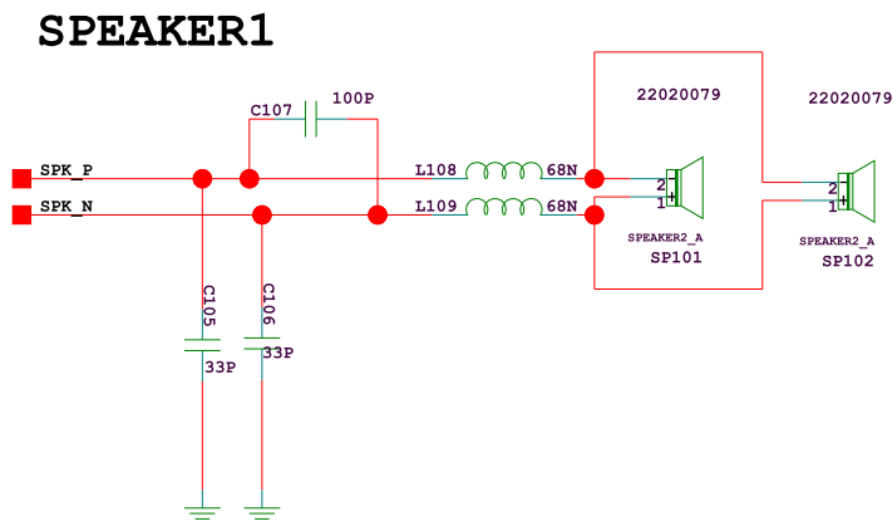 SPEAKER1
C107
100P
22020079
22020079
SPK_P
L108
68N
-
2
-
2
SPK_N
L109
68N
+
1
+
1
SPEAKER2_A
SP101
SPEAKER2_A
SP102
C105
33P
C106
33P